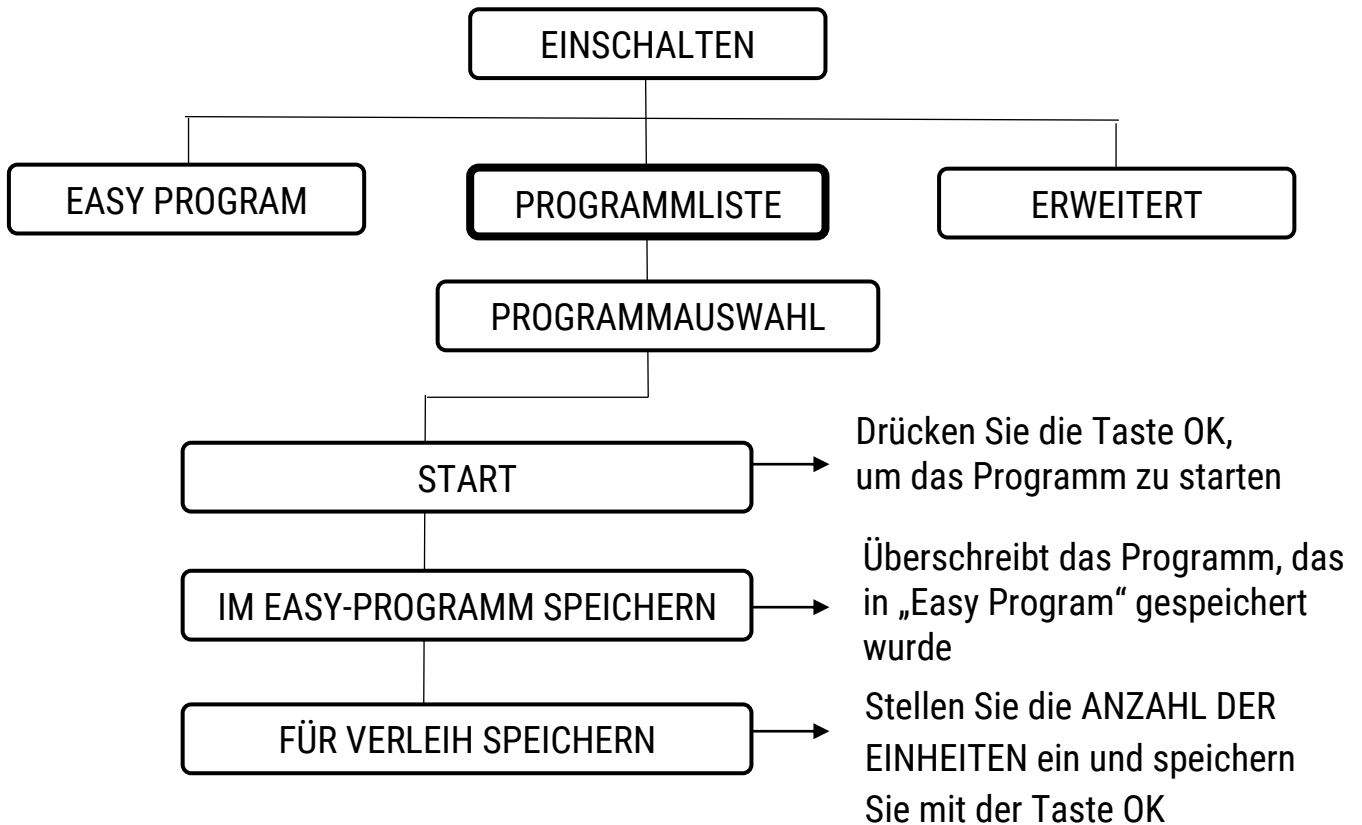 EINSCHALTEN
EASY PROGRAM
PROGRAMMLISTE
ERWEITERT
PROGRAMMAUSWAHL
START
Drücken Sie die Taste OK,
um das Programm zu starten
IM EASY-PROGRAMM SPEICHERN
Überschreibt das Programm, das
in „Easy Program“ gespeichert
wurde
FÜR VERLEIH SPEICHERN
Stellen Sie die ANZAHL DER
EINHEITEN ein und speichern
Sie mit der Taste OK